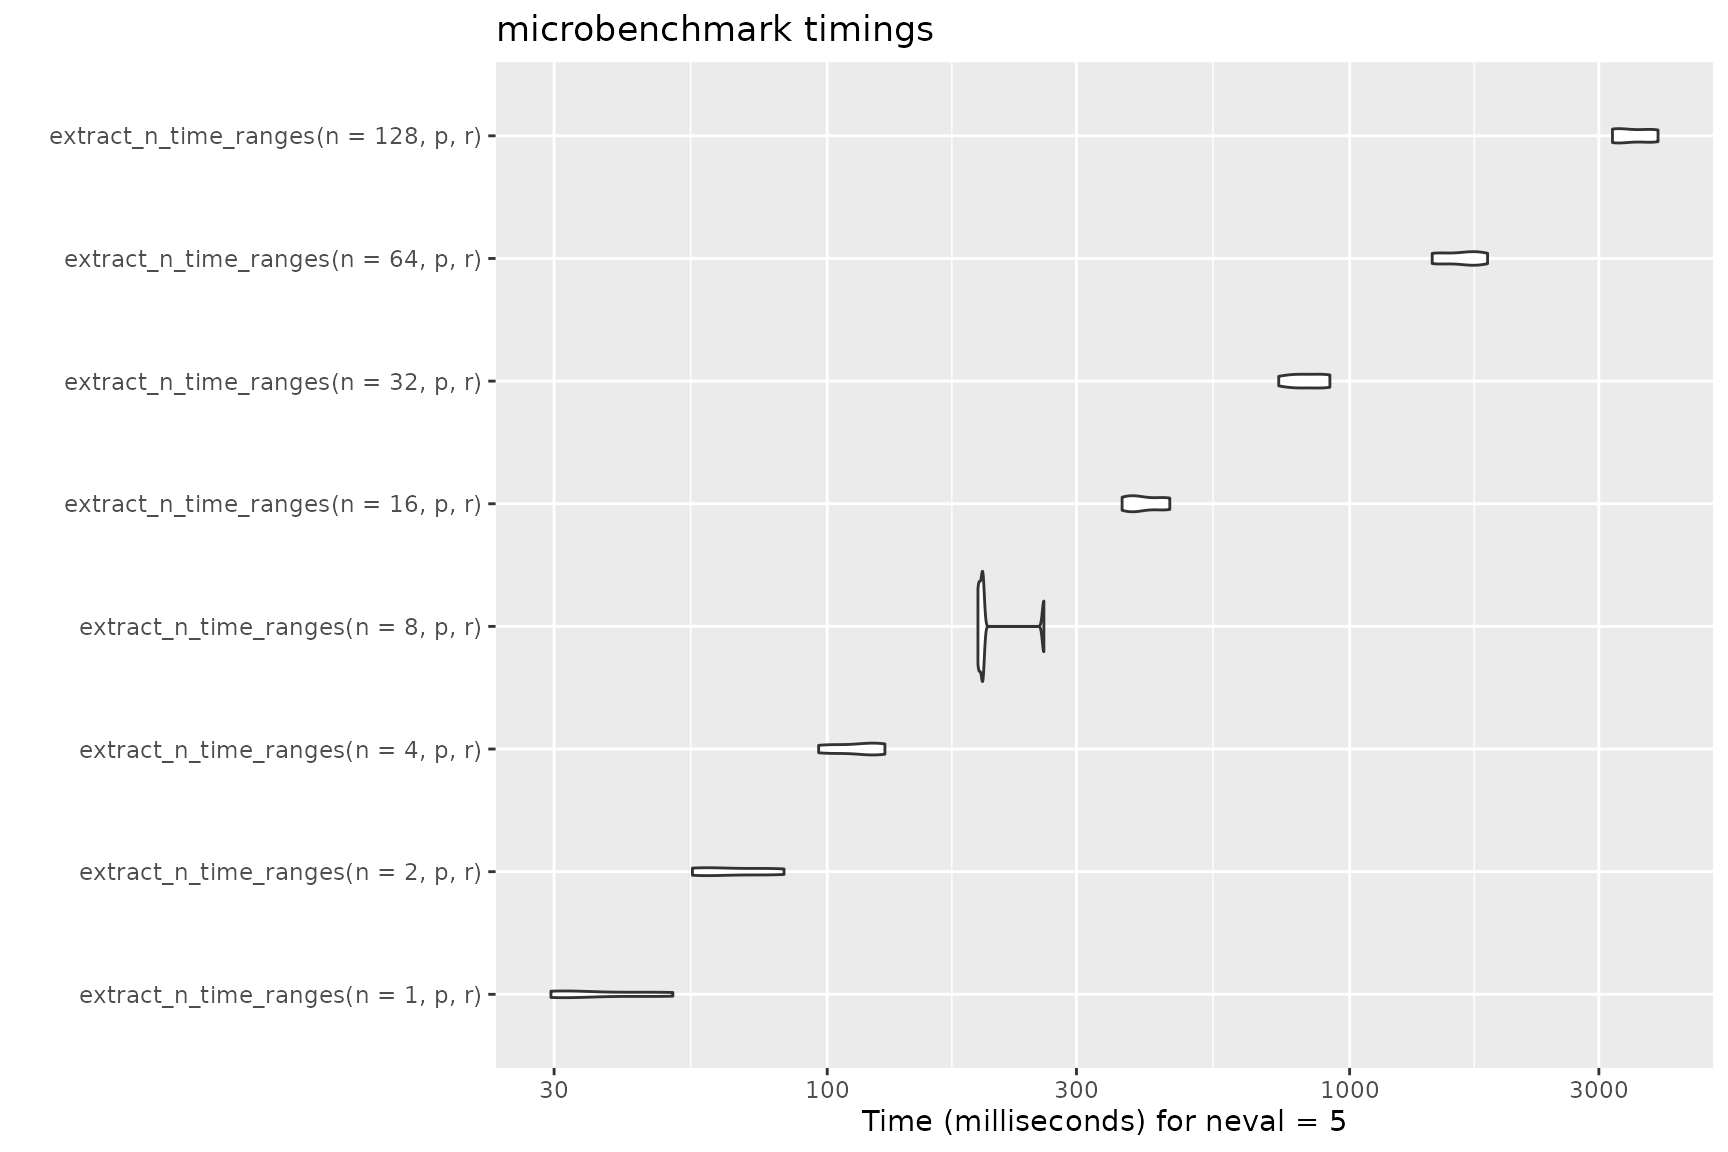 microbenchmark timings
extract_n_time_ranges(n = 128, p, r)
extract_n_time_ranges(n = 64, p, r)
extract_n_time_ranges(n = 32, p, r)
extract_n_time_ranges(n = 16, p, r)
extract_n_time_ranges(n = 8, p, r)
extract_n_time_ranges(n = 4, p, r)
extract_n_time_ranges(n = 2, p, r)
extract_n_time_ranges(n = 1, p, r)
30 100 300 1000 3000
Time (milliseconds) for neval = 5